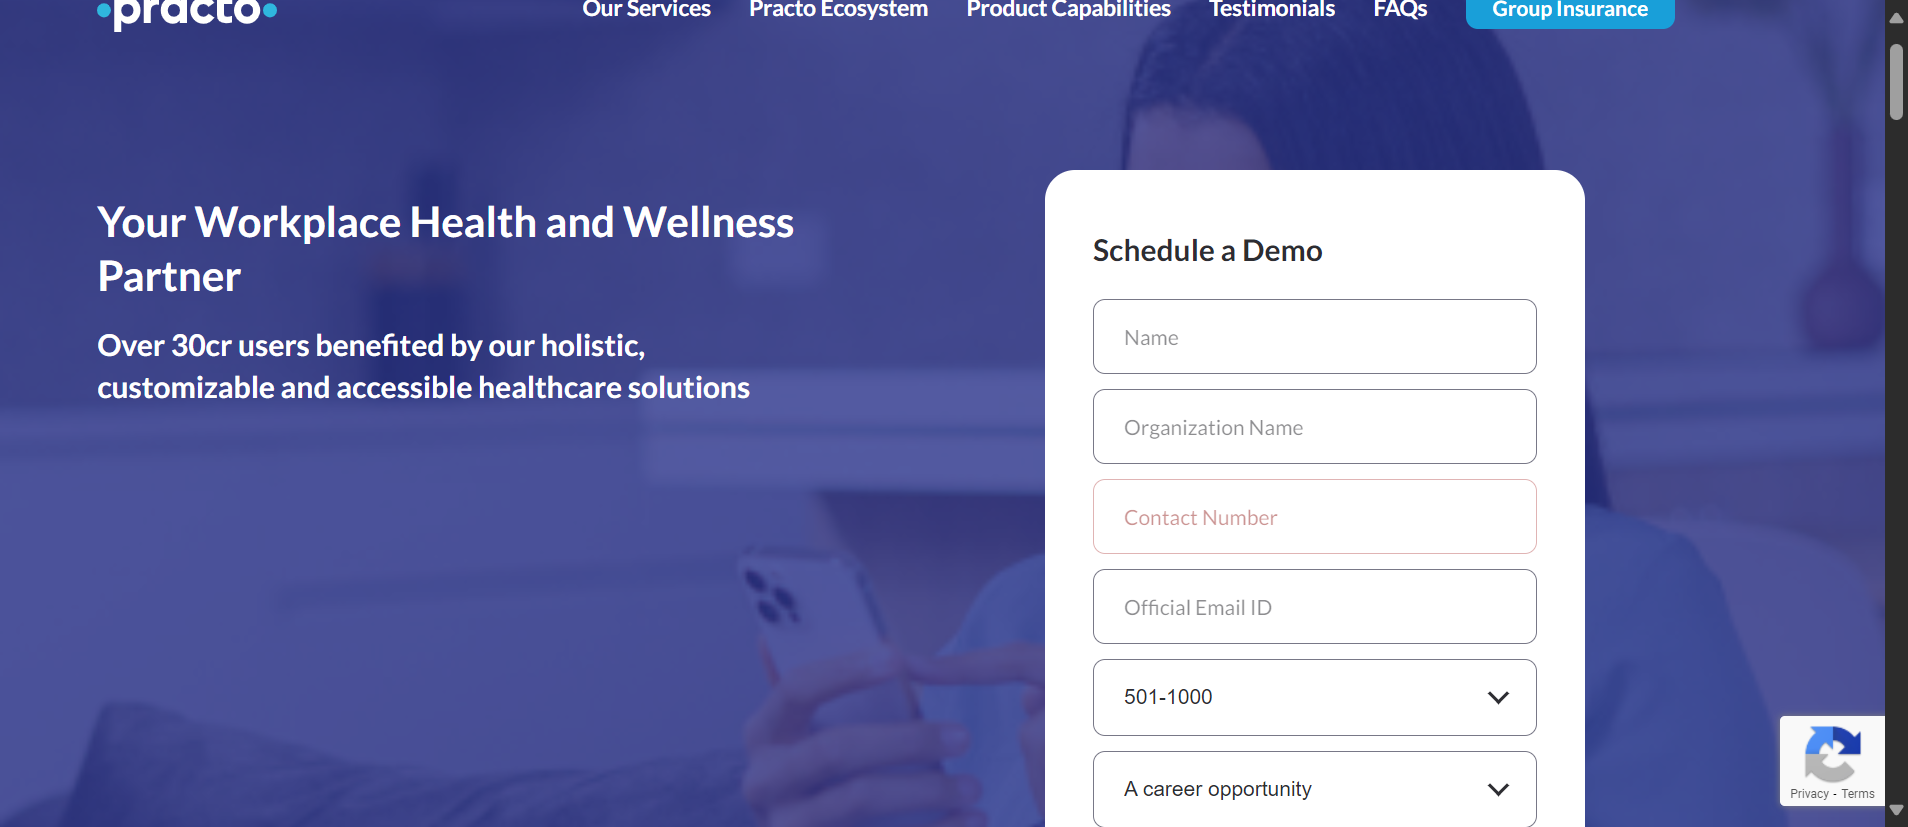 practo
Our Services
Practo Ecosystem
Product Capabilities
Testimonials
FAQs
Group Insurance
Your Workplace Health and Wellness
Partner
Over 30cr users benefited by our holistic,
customizable and accessible healthcare solutions
Schedule a Demo
Name
Organization Name
Contact Number
Official Email ID
501-1000
A career opportunity
Privacy - Terms